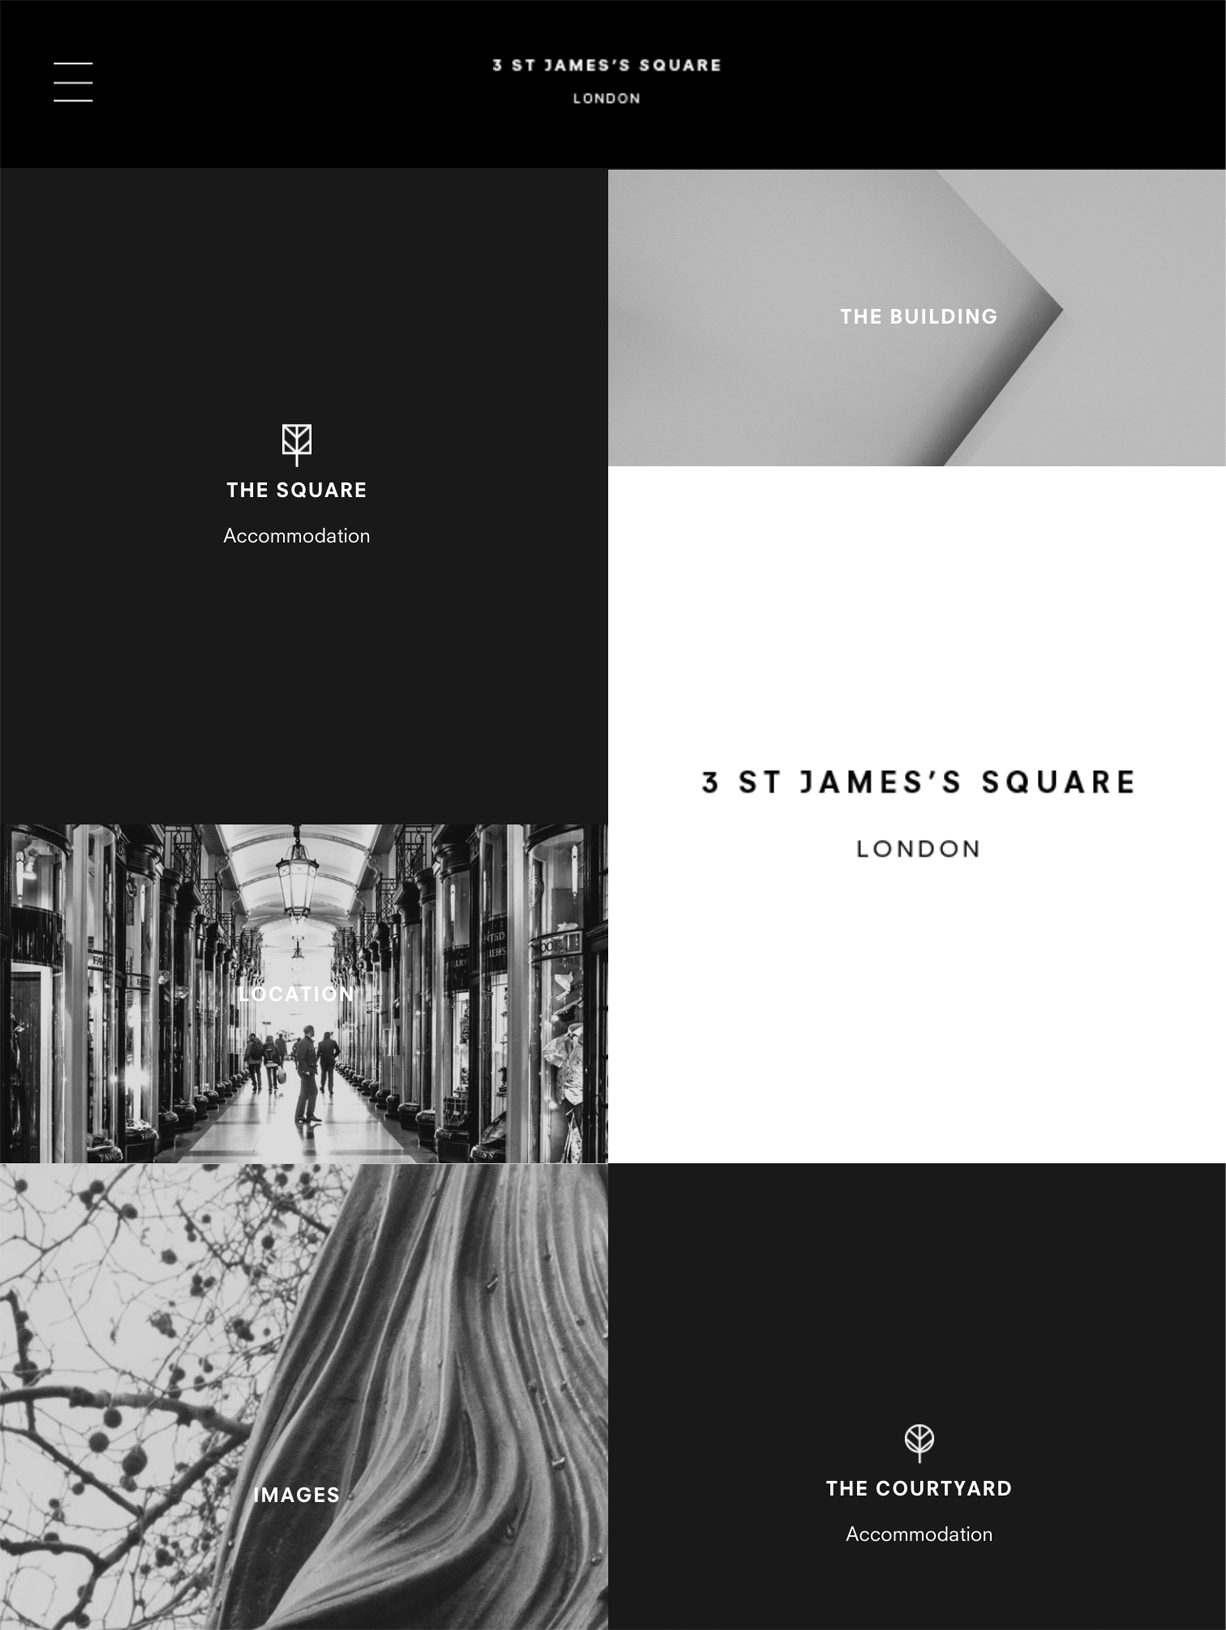 3 ST JAMES'S SQUARE
LONDON
THE BUILDING
THE SQUARE
Accommodation
3 ST JAMES'S SQUARE
LONDON
LOCATION
IMAGES
THE COURTYARD
Accommodation